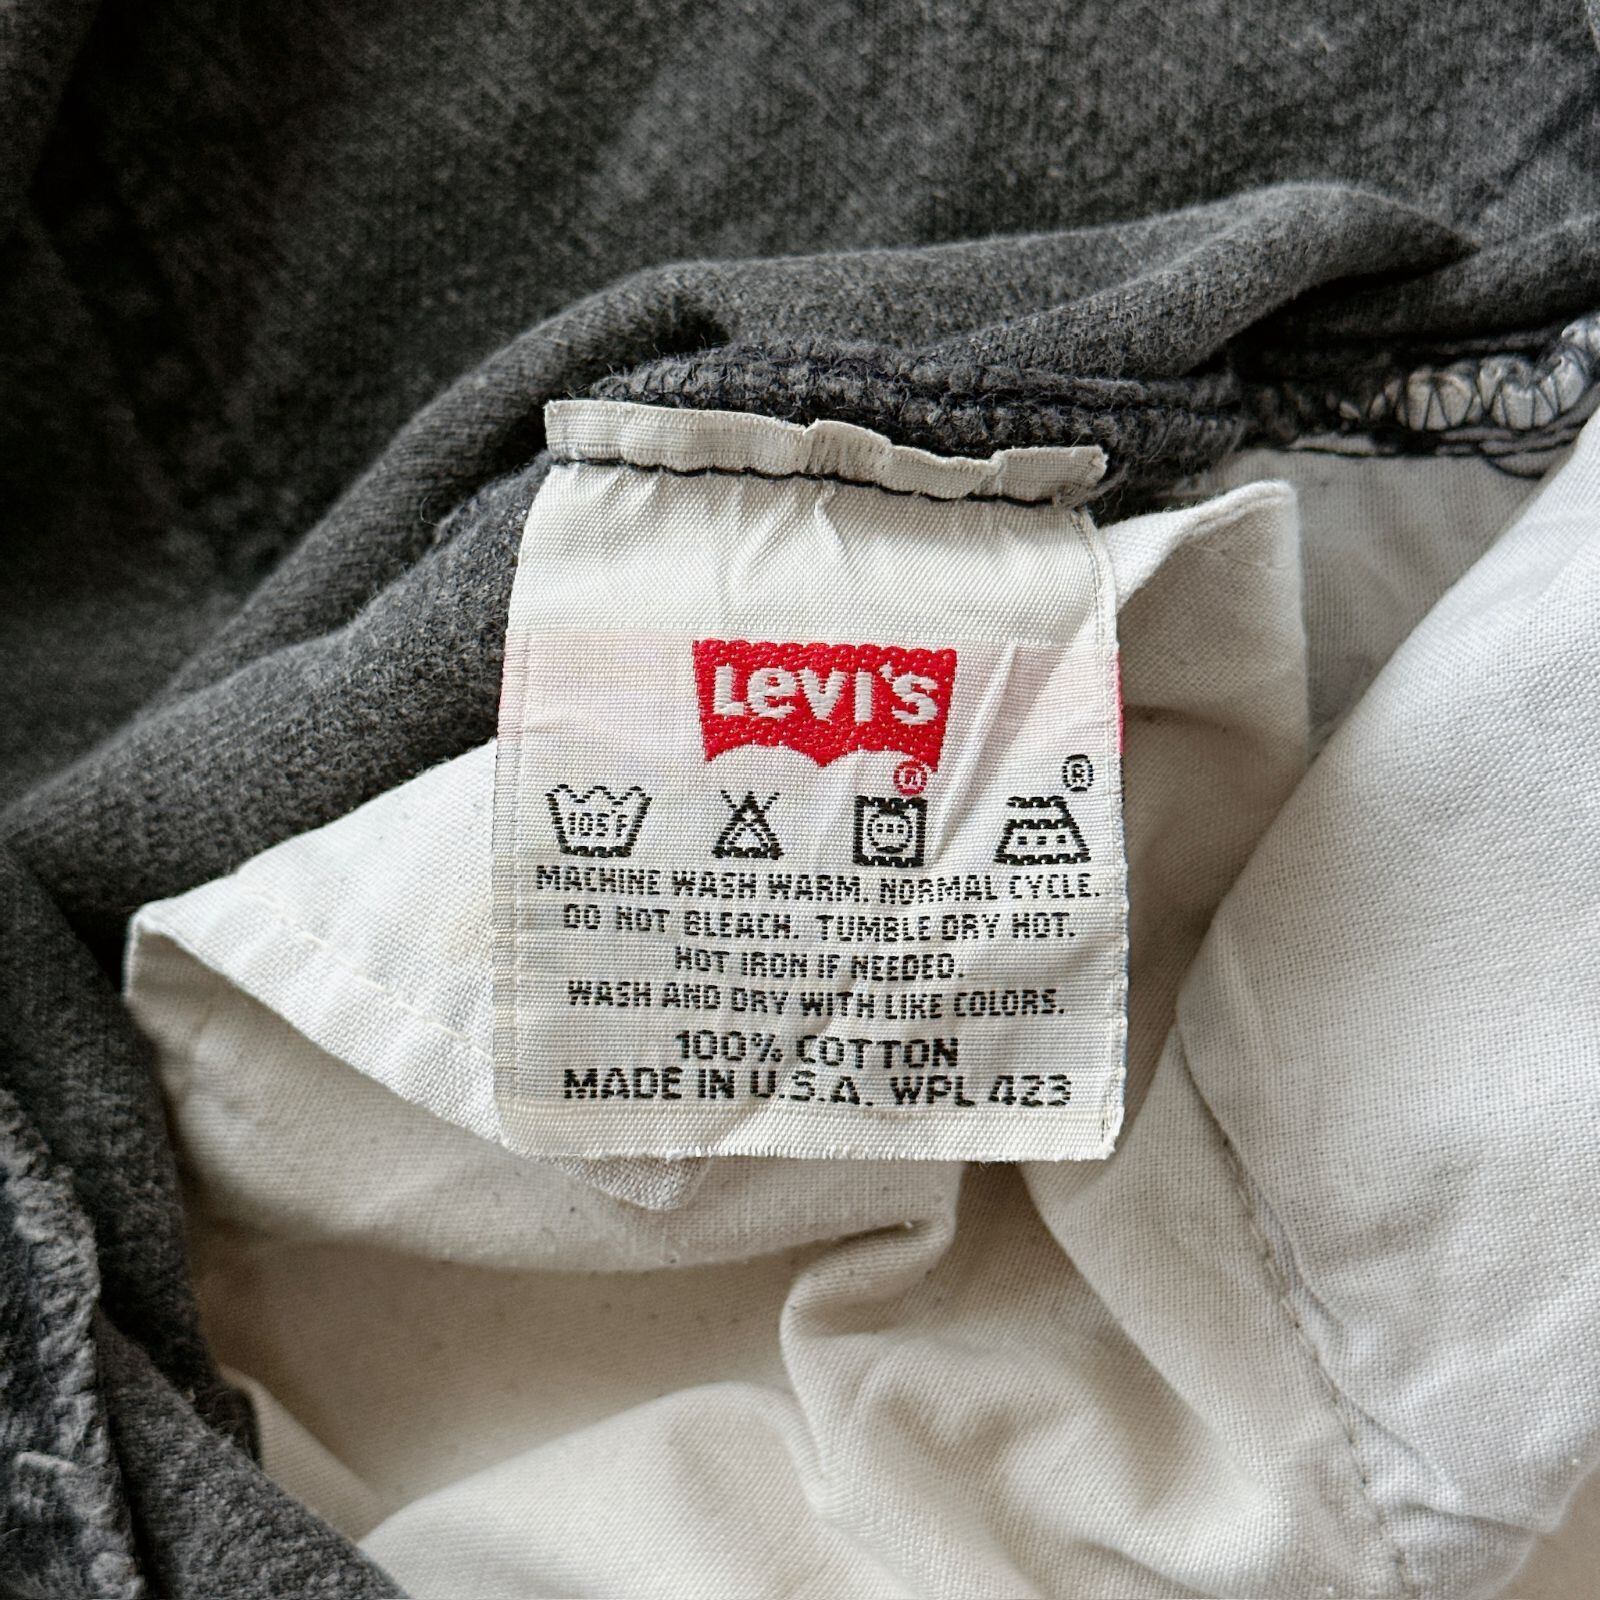 Levi's
®
®
105°F
MACHINE WASH WARM. NORMAL CYCLE.
DO NOT BLEACH. TUMBLE DRY HOT.
HOT IRON IF NEEDED.
WASH AND DRY WITH LIKE COLORS.
100% COTTON
MADE IN U.S.A. WPL 423